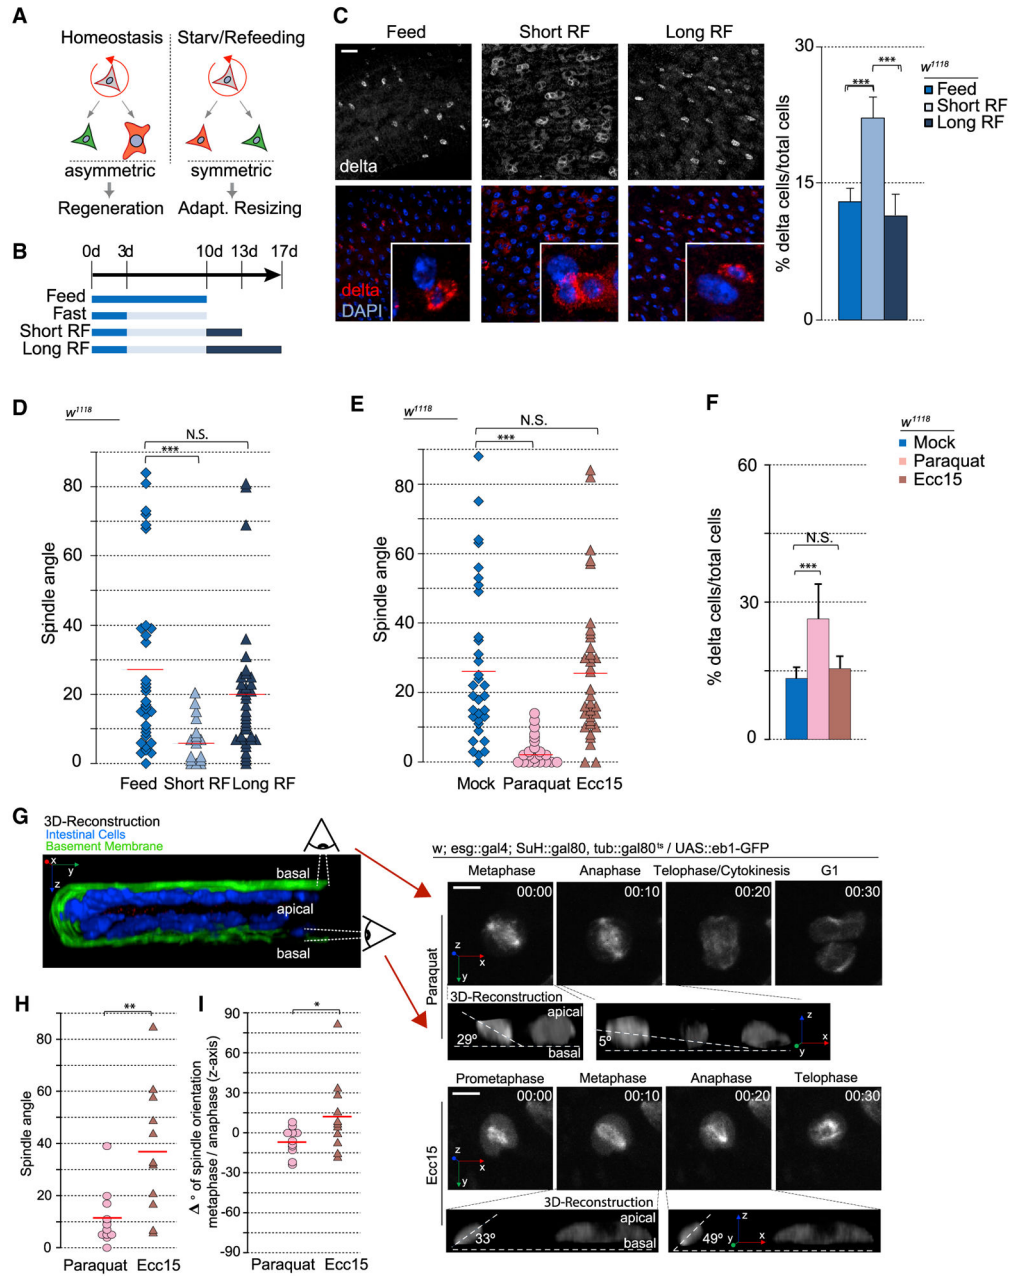 A
Homeostasis
Starv/Refeeding
asymmetric
symmetric
Regeneration
Adapt. Resizing
B
0d 3d 10d 13d 17d
Feed
Fast
Short RF
Long RF
C
Feed
Short RF
Long RF
delta
delta
DAPI
% delta cells/total cells
30
15
0
***
***
w1118
Feed
Short RF
Long RF
D
w1118
N.S.
***
Spindle angle
80
60
40
20
0
Feed Short RF Long RF
E
w1118
N.S.
***
Spindle angle
80
60
40
20
0
Mock Paraquat Ecc15
F
w1118
Mock
Paraquat
Ecc15
% delta cells/total cells
60
30
15
0
N.S.
***
G
3D-Reconstruction
Intestinal Cells
Basement Membrane
x
y
z
basal
apical
basal
w; esg::gal4; SuH::gal80, tub::gal80ts / UAS::eb1-GFP
Metaphase Anaphase Telophase/Cytokinesis G1
00:00 00:10 00:20 00:30
Paraquat
z
x
y
3D-Reconstruction
apical
29º
basal
5º
z
x
y
Prometaphase Metaphase Anaphase Telophase
00:00 00:10 00:20 00:30
Ecc15
z
x
y
3D-Reconstruction
apical
33º
basal
49º
z
y
x
H
**
Spindle angle
80
60
40
20
0
Paraquat Ecc15
I
*
Δ º of spindle orientation
metaphase / anaphase (z-axis)
90
60
30
0
-30
-60
-90
Paraquat Ecc15